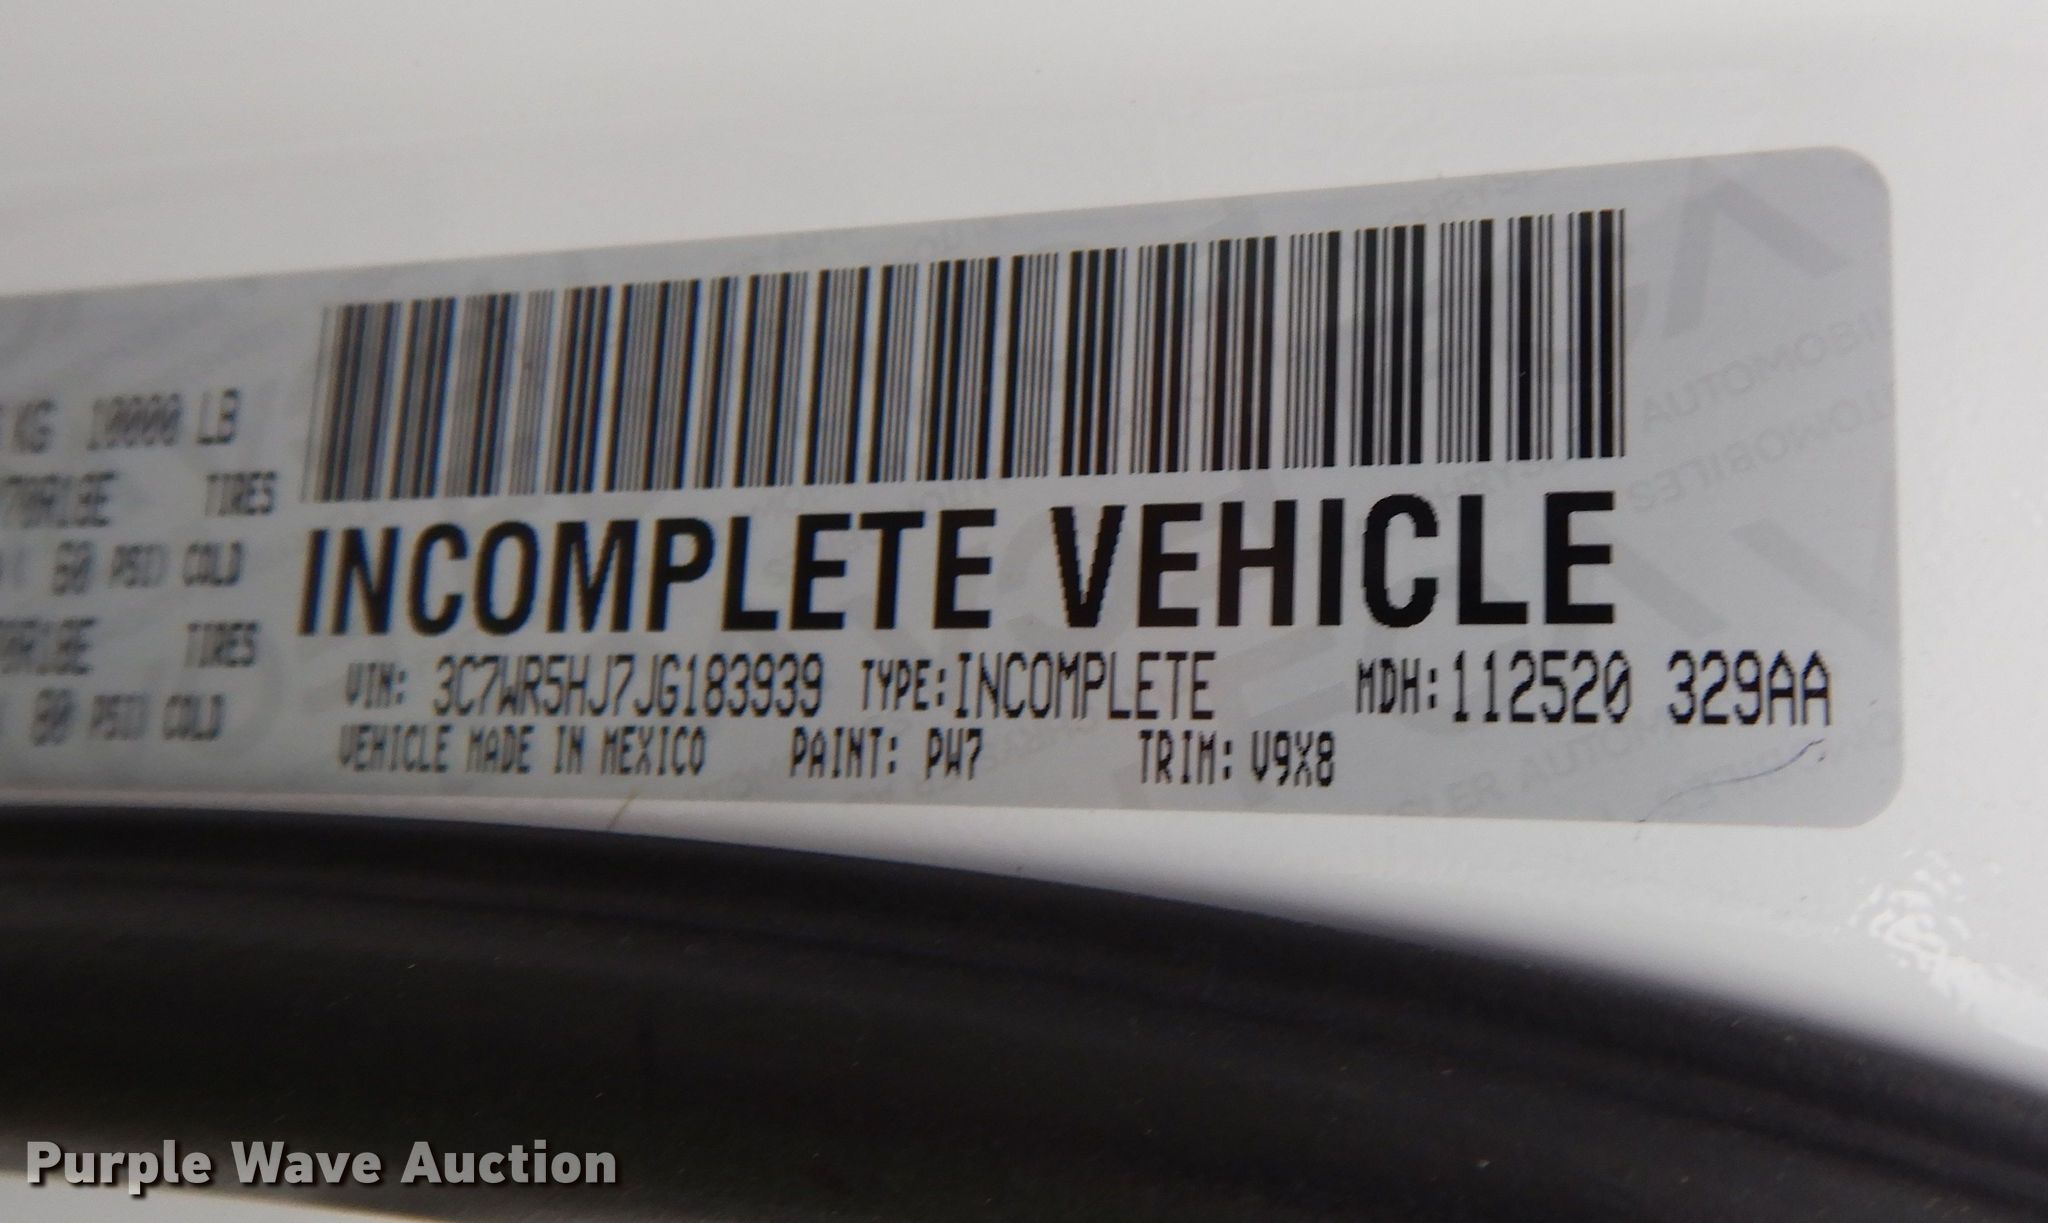 KG 10000 LB
TIRES
60 PSI) COLD
TIRES
80 PSI) COLD
INCOMPLETE VEHICLE
VIN: 3C7WR5HJ7JG183939 TYPE: INCOMPLETE MDH: 112520 329AA
VEHICLE MADE IN MEXICO PAINT: PW7 TRIM: V9X8
Purple Wave Auction